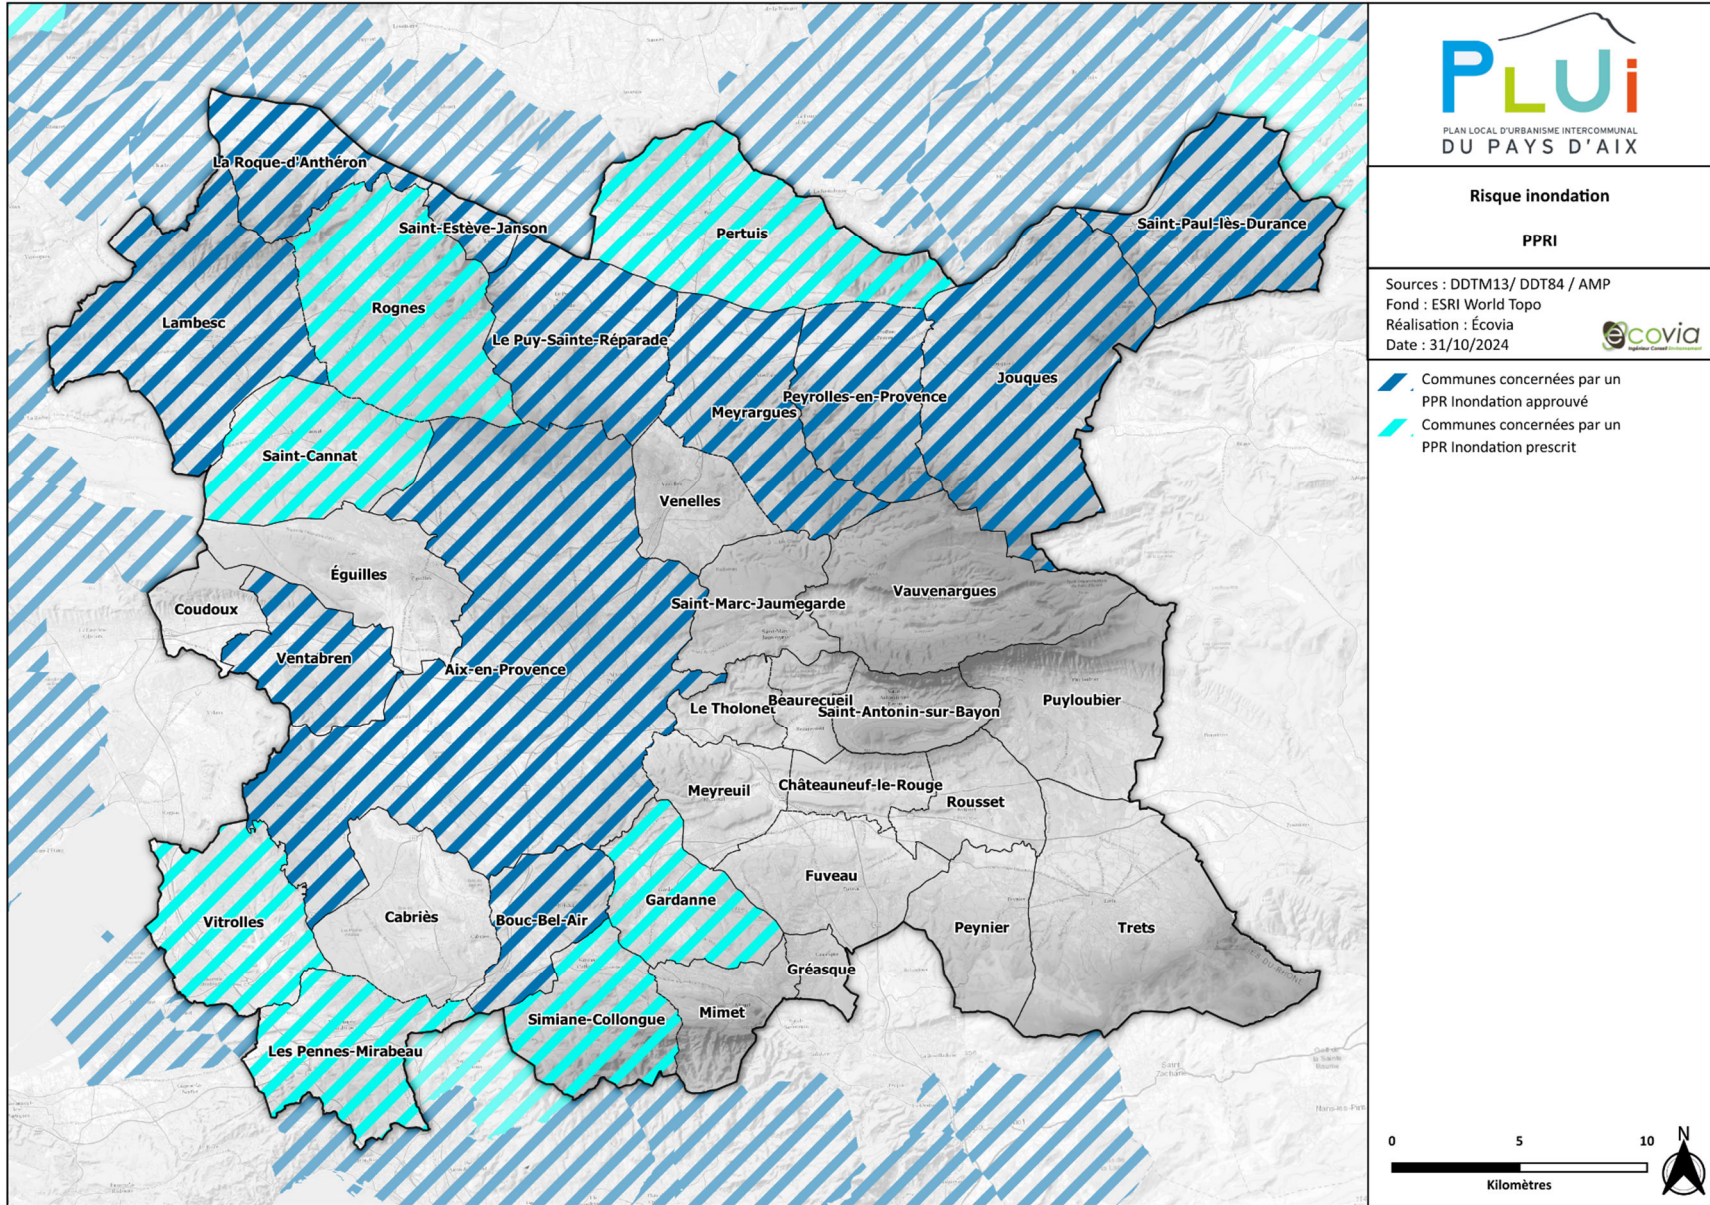 PLUi
PLAN LOCAL D'URBANISME INTERCOMMUNAL
DU PAYS D'AIX
Risque inondation
PPRI
Sources : DDTM13/ DDT84 / AMP
Fond : ESRI World Topo
Réalisation : Écovia
Date : 31/10/2024
écovia
Ingénieur Conseil Environnement
Communes concernées par un
PPR Inondation approuvé
Communes concernées par un
PPR Inondation prescrit
La Roque-d'Anthéron
Saint-Estève-Janson
Pertuis
Saint-Paul-lès-Durance
Lambesc
Rognes
Le Puy-Sainte-Réparade
Jouques
Peyrolles-en-Provence
Meyrargues
Saint-Cannat
Venelles
Éguilles
Vauvenargues
Coudoux
Saint-Marc-Jaumegarde
Ventabren
Aix-en-Provence
Beaurecueil
Puyloubier
Le Tholonet
Saint-Antonin-sur-Bayon
Meyreuil
Châteauneuf-le-Rouge
Rousset
Fuveau
Gardanne
Vitrolles
Cabriès
Bouc-Bel-Air
Peynier
Trets
Gréasque
Mimet
Simiane-Collongue
Les Pennes-Mirabeau
0 5 10
Kilomètres
N